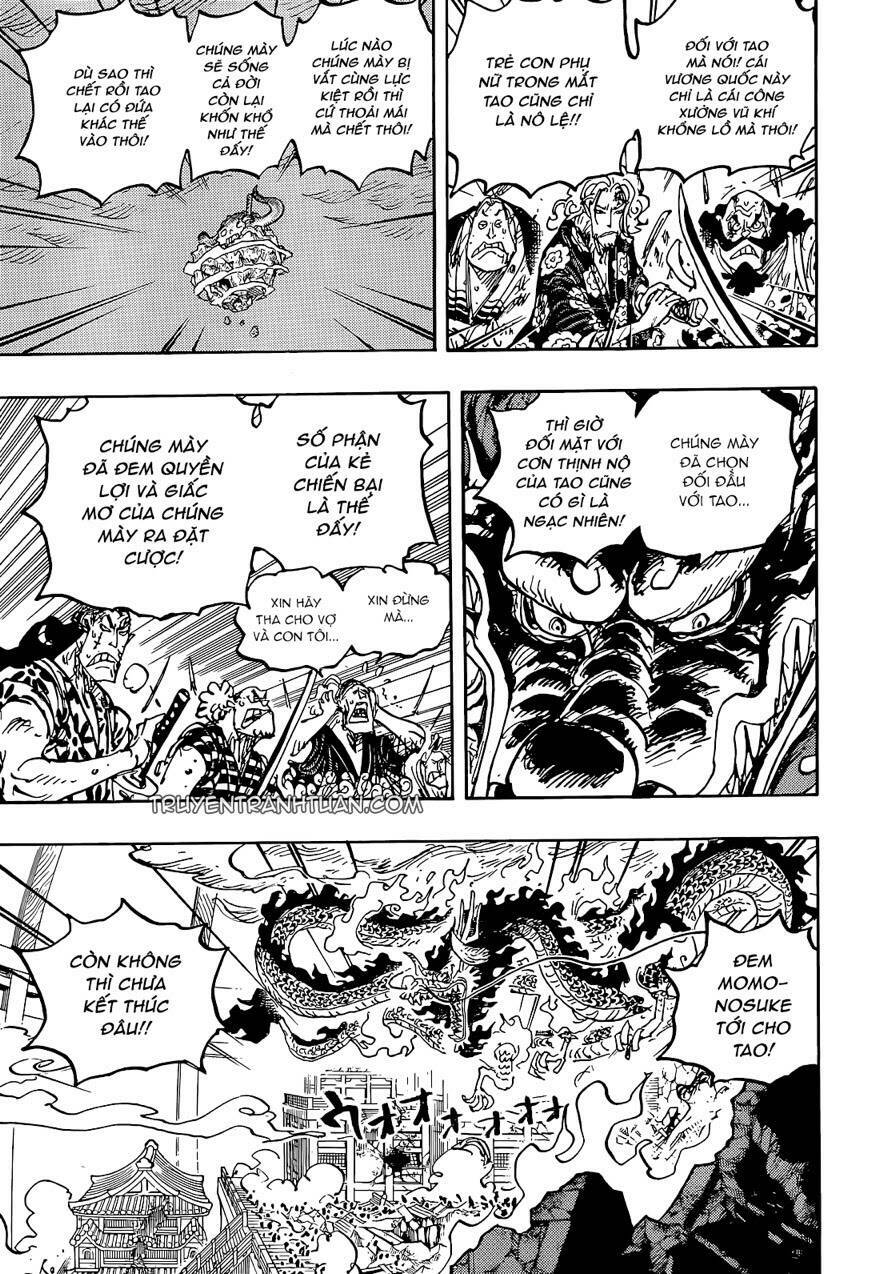 ĐỐI VỚI TAO
MÀ NÓI! CÁI
VƯƠNG QUỐC NÀY
CHỈ LÀ CÁI CÔNG
XƯỞNG VŨ KHÍ
KHỔNG LỒ MÀ THÔI!
TRẺ CON PHỤ
NỮ TRONG MẮT
TAO CŨNG CHỈ
LÀ NÔ LỆ!!
LÚC NÀO
CHÚNG MÀY BỊ
VẮT CÙNG LỰC
KIỆT RỒI THÌ
CỨ THOẢI MÁI
MÀ CHẾT THÔI!
CHÚNG MÀY
SẼ SỐNG
CẢ ĐỜI
CÒN LẠI
KHỐN KHỔ
NHƯ THẾ
ĐẤY!
DÙ SAO THÌ
CHẾT RỒI TAO
LẠI CÓ ĐỨA
KHÁC THẾ
VÀO THÔI!
CHÚNG MÀY
ĐÃ CHỌN
ĐỐI ĐẦU
VỚI TAO...
THÌ GIỜ
ĐỐI MẶT VỚI
CƠN THỊNH NỘ
CỦA TAO CŨNG
CÓ GÌ LÀ
NGẠC NHIÊN!
SỐ PHẬN
CỦA KẺ
CHIẾN BẠI
LÀ THẾ
ĐẤY!
CHÚNG MÀY
ĐÃ ĐEM QUYỀN
LỢI VÀ GIẤC
MƠ CỦA CHÚNG
MÀY RA ĐẶT
CƯỢC!
XIN ĐỪNG
MÀ...
XIN HÃY
THA CHO VỢ
VÀ CON TÔI...
TRUYENTRANHTUAN.COM
ĐEM
MOMO-
NOSUKE
TỚI CHO
TAO!
CÒN KHÔNG
THÌ CHƯA
KẾT THÚC
ĐÂU!!
ウオオォォォォ